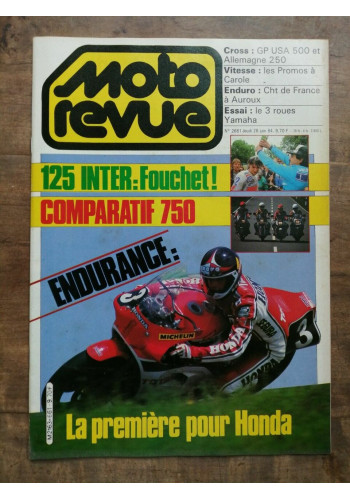 Moto
revue
Cross : GP USA 500 et
Allemagne 250
Vitesse : les Promos à
Carole
Enduro : Cht de France
à Auroux
Essai : le 3 roues
Yamaha
125 INTER : Fouchet !
COMPARATIF 750
ENDURANCE :
3
MICHELIN
HONDA
La première pour Honda